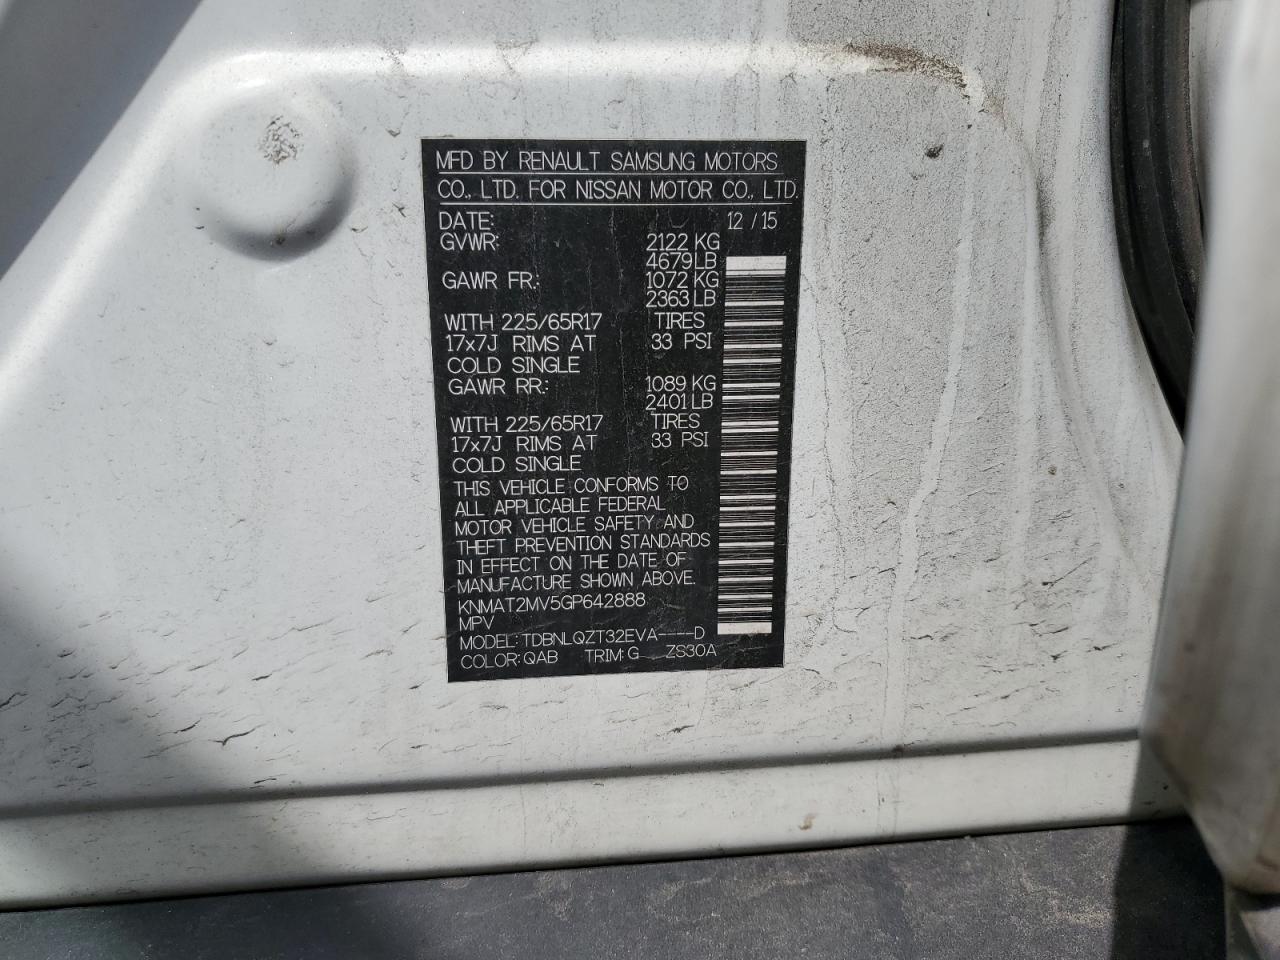 MFD BY RENAULT SAMSUNG MOTORS
CO., LTD. FOR NISSAN MOTOR CO., LTD.
DATE: 12 / 15
GVWR: 2122 KG
4679 LB
GAWR FR.: 1072 KG
2363 LB
WITH 225/65R17 TIRES
17x7J RIMS AT 33 PSI
COLD SINGLE
GAWR RR.: 1089 KG
2401 LB
WITH 225/65R17 TIRES
17x7J RIMS AT 33 PSI
COLD SINGLE
THIS VEHICLE CONFORMS TO
ALL APPLICABLE FEDERAL
MOTOR VEHICLE SAFETY AND
THEFT PREVENTION STANDARDS
IN EFFECT ON THE DATE OF
MANUFACTURE SHOWN ABOVE.
KNMAT2MV5GP642888
MPV
MODEL: TDBNLQZT32EVA----D
COLOR: QAB TRIM: G ZS30A